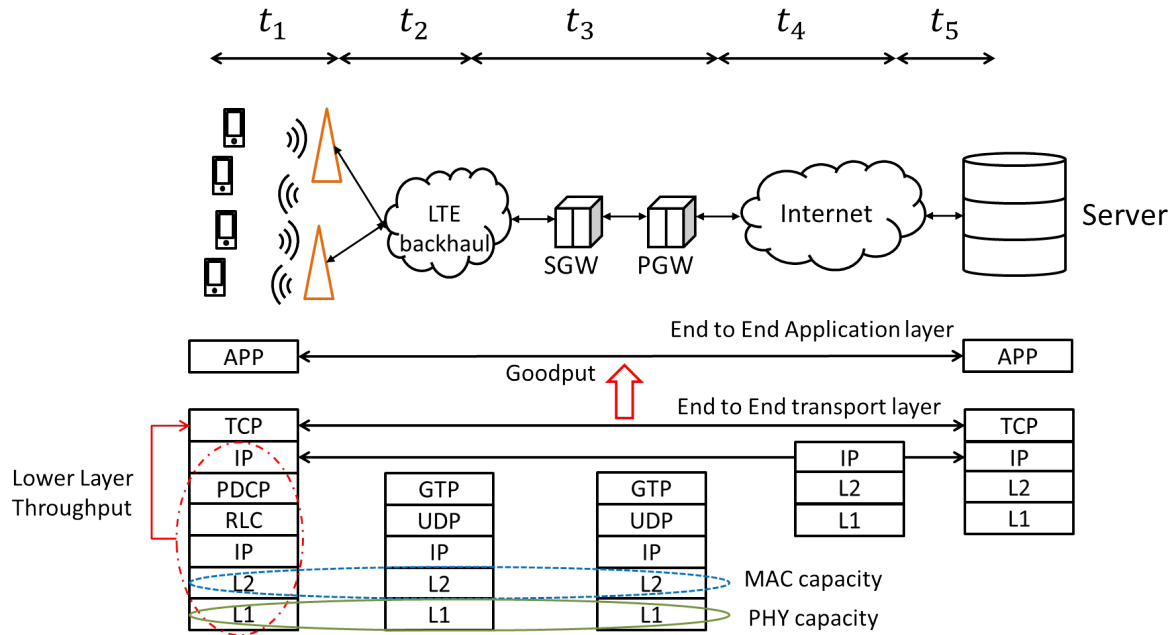 t₁ t₂ t₃ t₄ t₅
LTE
backhaul
SGW
PGW
Internet
Server
End to End Application layer
APP
APP
Goodput
End to End transport layer
TCP
IP
PDCP
RLC
IP
L2
L1
Lower Layer
Throughput
GTP
UDP
IP
L2
L1
GTP
UDP
IP
L2
L1
IP
L2
L1
TCP
IP
L2
L1
MAC capacity
PHY capacity